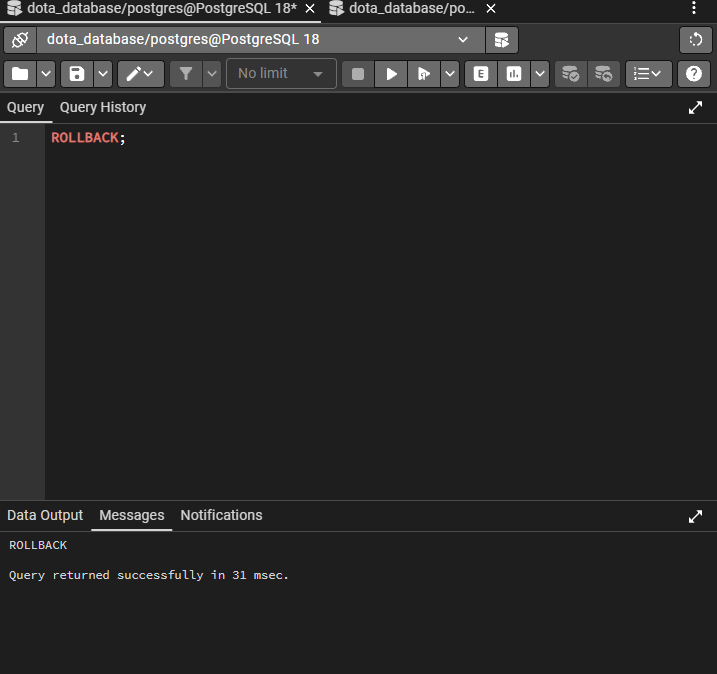 dota_database/postgres@PostgreSQL 18* dota_database/po...
dota_database/postgres@PostgreSQL 18
No limit
E
Query Query History
1 ROLLBACK;
Data Output Messages Notifications
ROLLBACK
Query returned successfully in 31 msec.